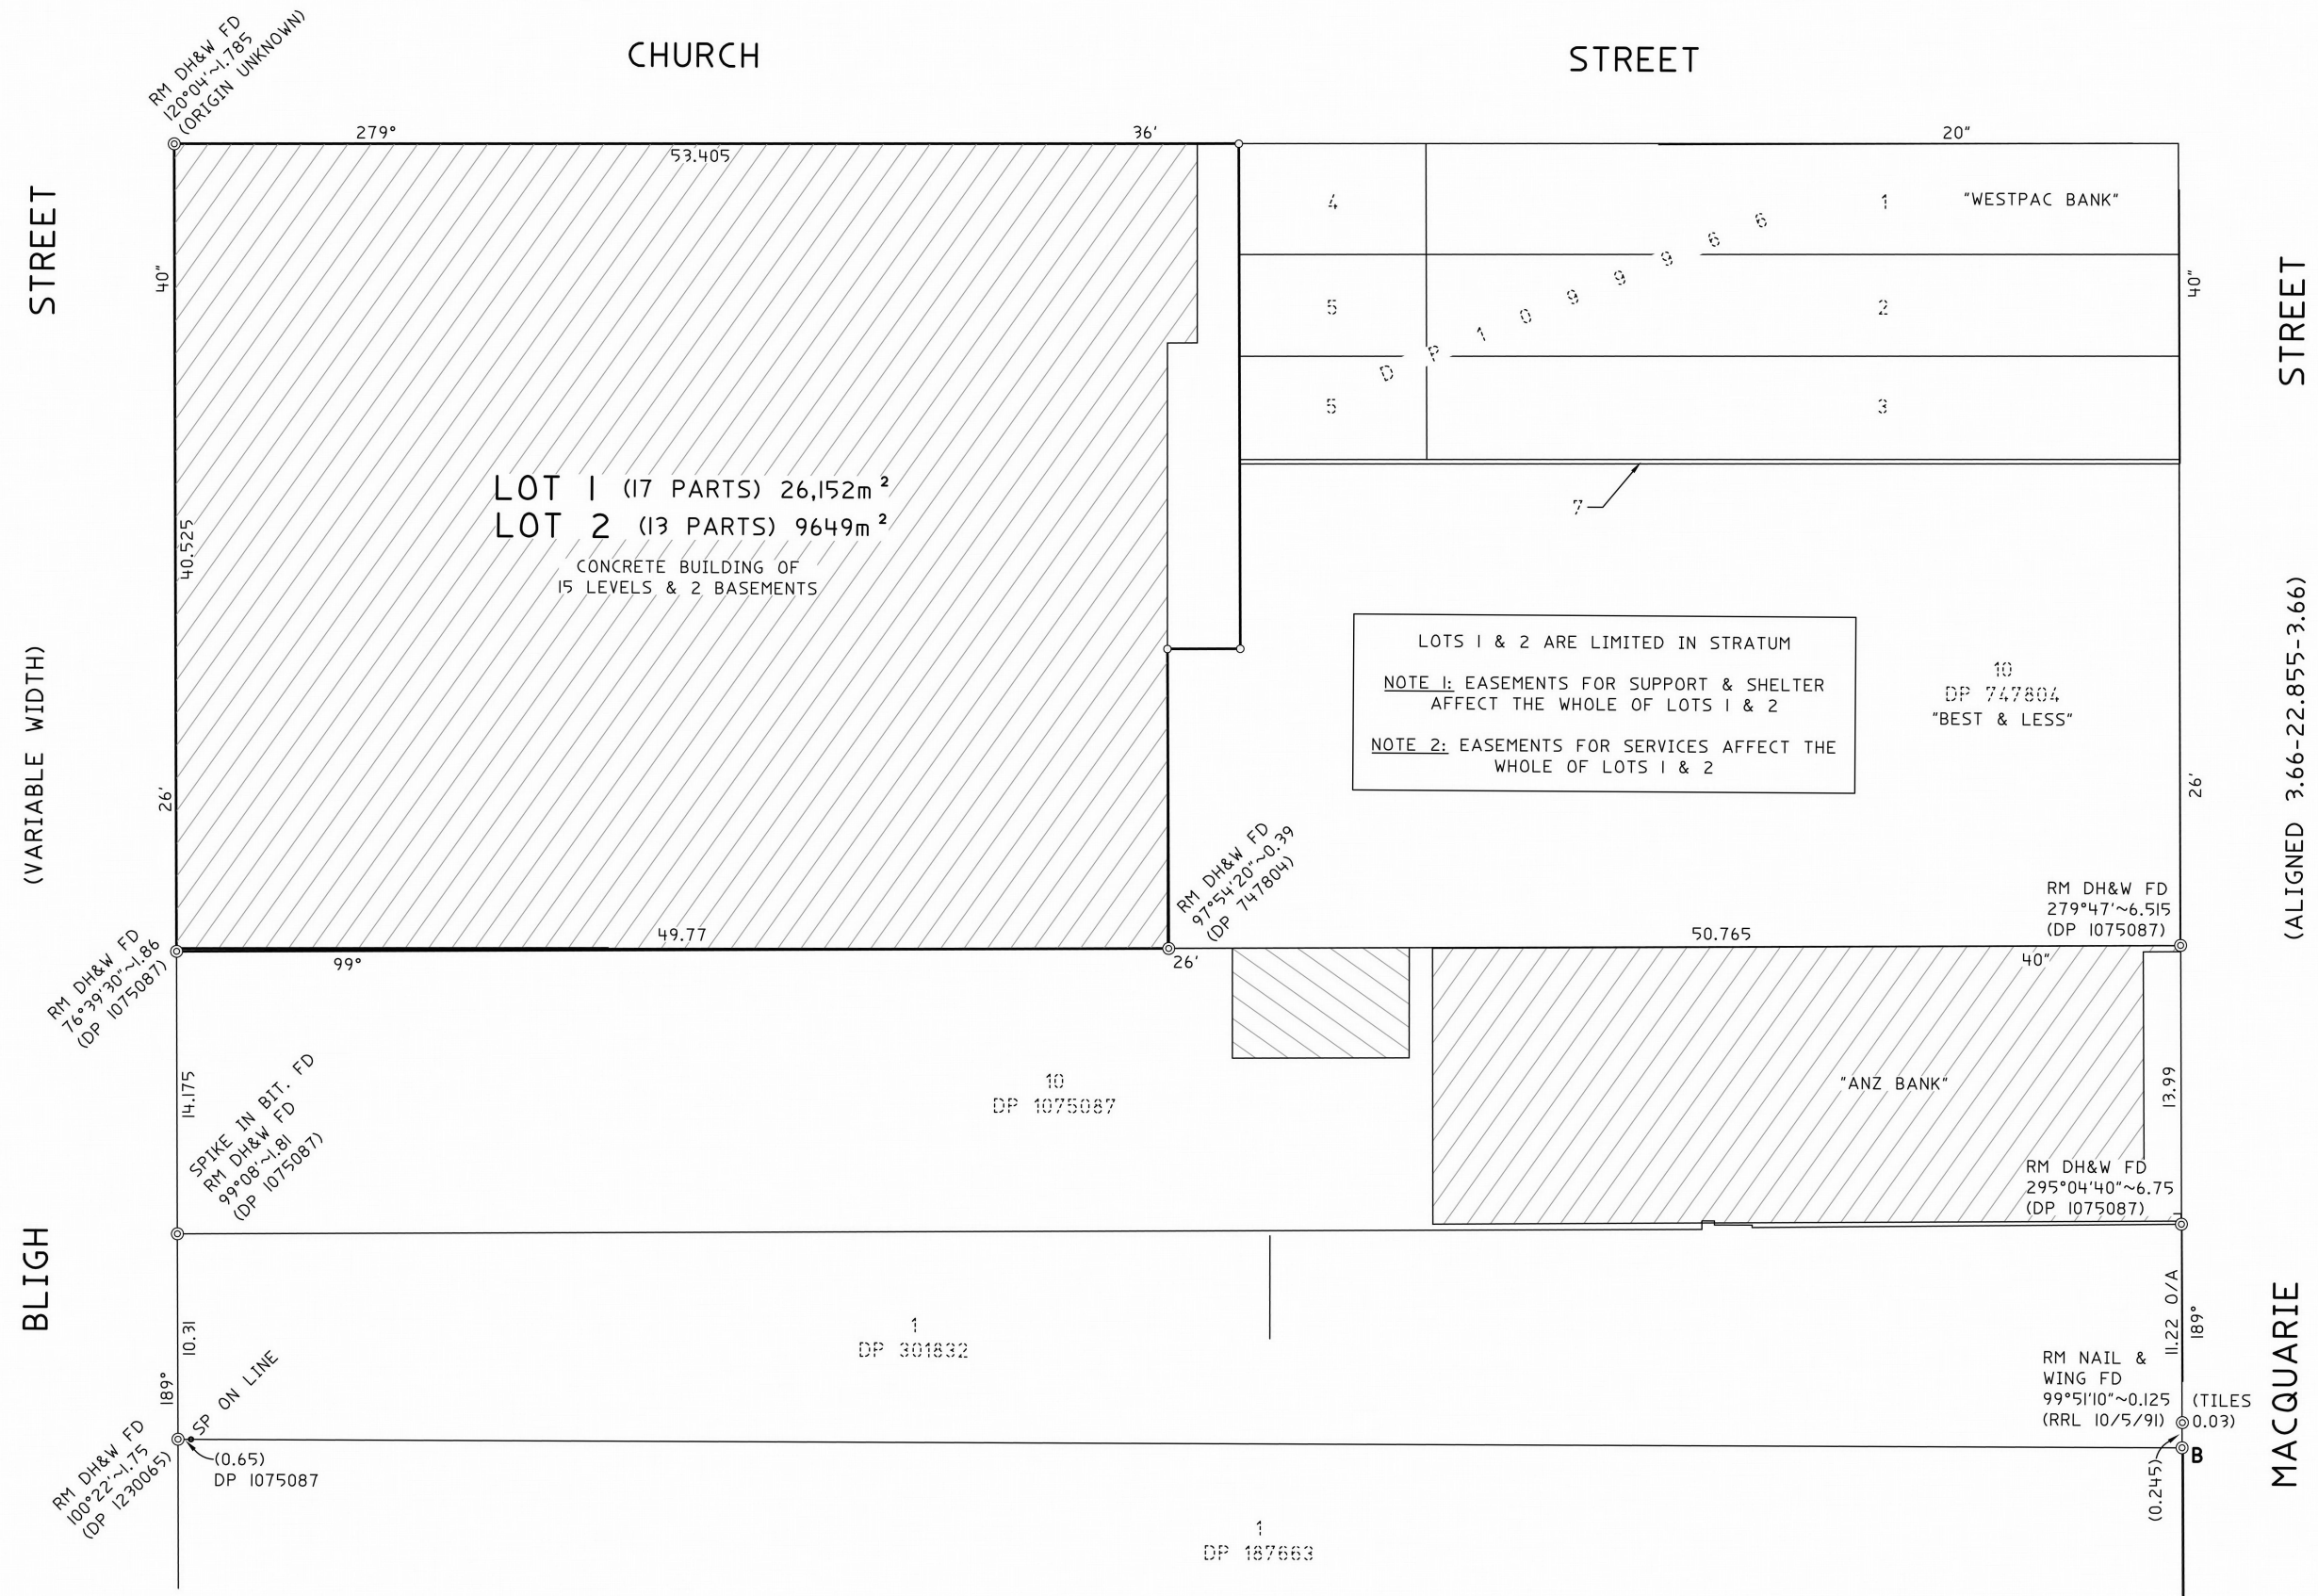 RM DH&W FD
120°04'~1.785
(ORIGIN UNKNOWN)
CHURCH
STREET
279°
36'
20"
53.405
STREET
40"
40.525
26'
(VARIABLE WIDTH)
LOT 1 (17 PARTS) 26,152m²
LOT 2 (13 PARTS) 9649m²
CONCRETE BUILDING OF
15 LEVELS & 2 BASEMENTS
4
1
"WESTPAC BANK"
5
2
5
3
DP 1099966
7
40"
STREET
LOTS 1 & 2 ARE LIMITED IN STRATUM
NOTE 1: EASEMENTS FOR SUPPORT & SHELTER
AFFECT THE WHOLE OF LOTS 1 & 2
NOTE 2: EASEMENTS FOR SERVICES AFFECT THE
WHOLE OF LOTS 1 & 2
10
DP 747804
"BEST & LESS"
26'
(ALIGNED 3.66-22.855-3.66)
RM DH&W FD
97°54'20"~0.39
(DP 747804)
RM DH&W FD
279°47'~6.515
(DP 1075087)
49.77
50.765
99°
26'
40"
RM DH&W FD
76°39'30"~1.86
(DP 1075087)
14.175
SPIKE IN BIT. FD
RM DH&W FD
99°08'~1.81
(DP 1075087)
10
DP 1075087
"ANZ BANK"
13.99
RM DH&W FD
295°04'40"~6.75
(DP 1075087)
BLIGH
10.31
189°
SP ON LINE
1
DP 301832
11.22 O/A
189°
MACQUARIE
RM NAIL &
WING FD
99°51'10"~0.125
(RRL 10/5/91)
(TILES
0.03)
B
(0.245)
RM DH&W FD
100°22'~1.75
(DP 1230065)
(0.65)
DP 1075087
1
DP 187663